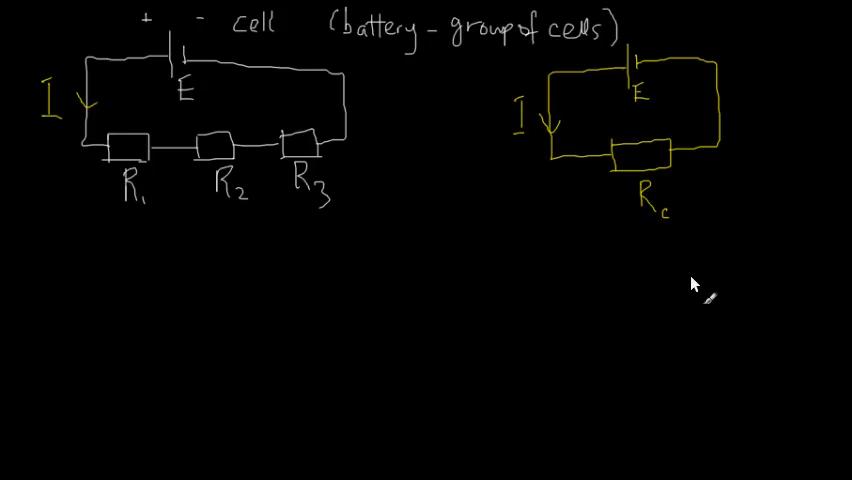 + - cell (battery - group of cells)
I E
R1 R2 R3
I E
Rc